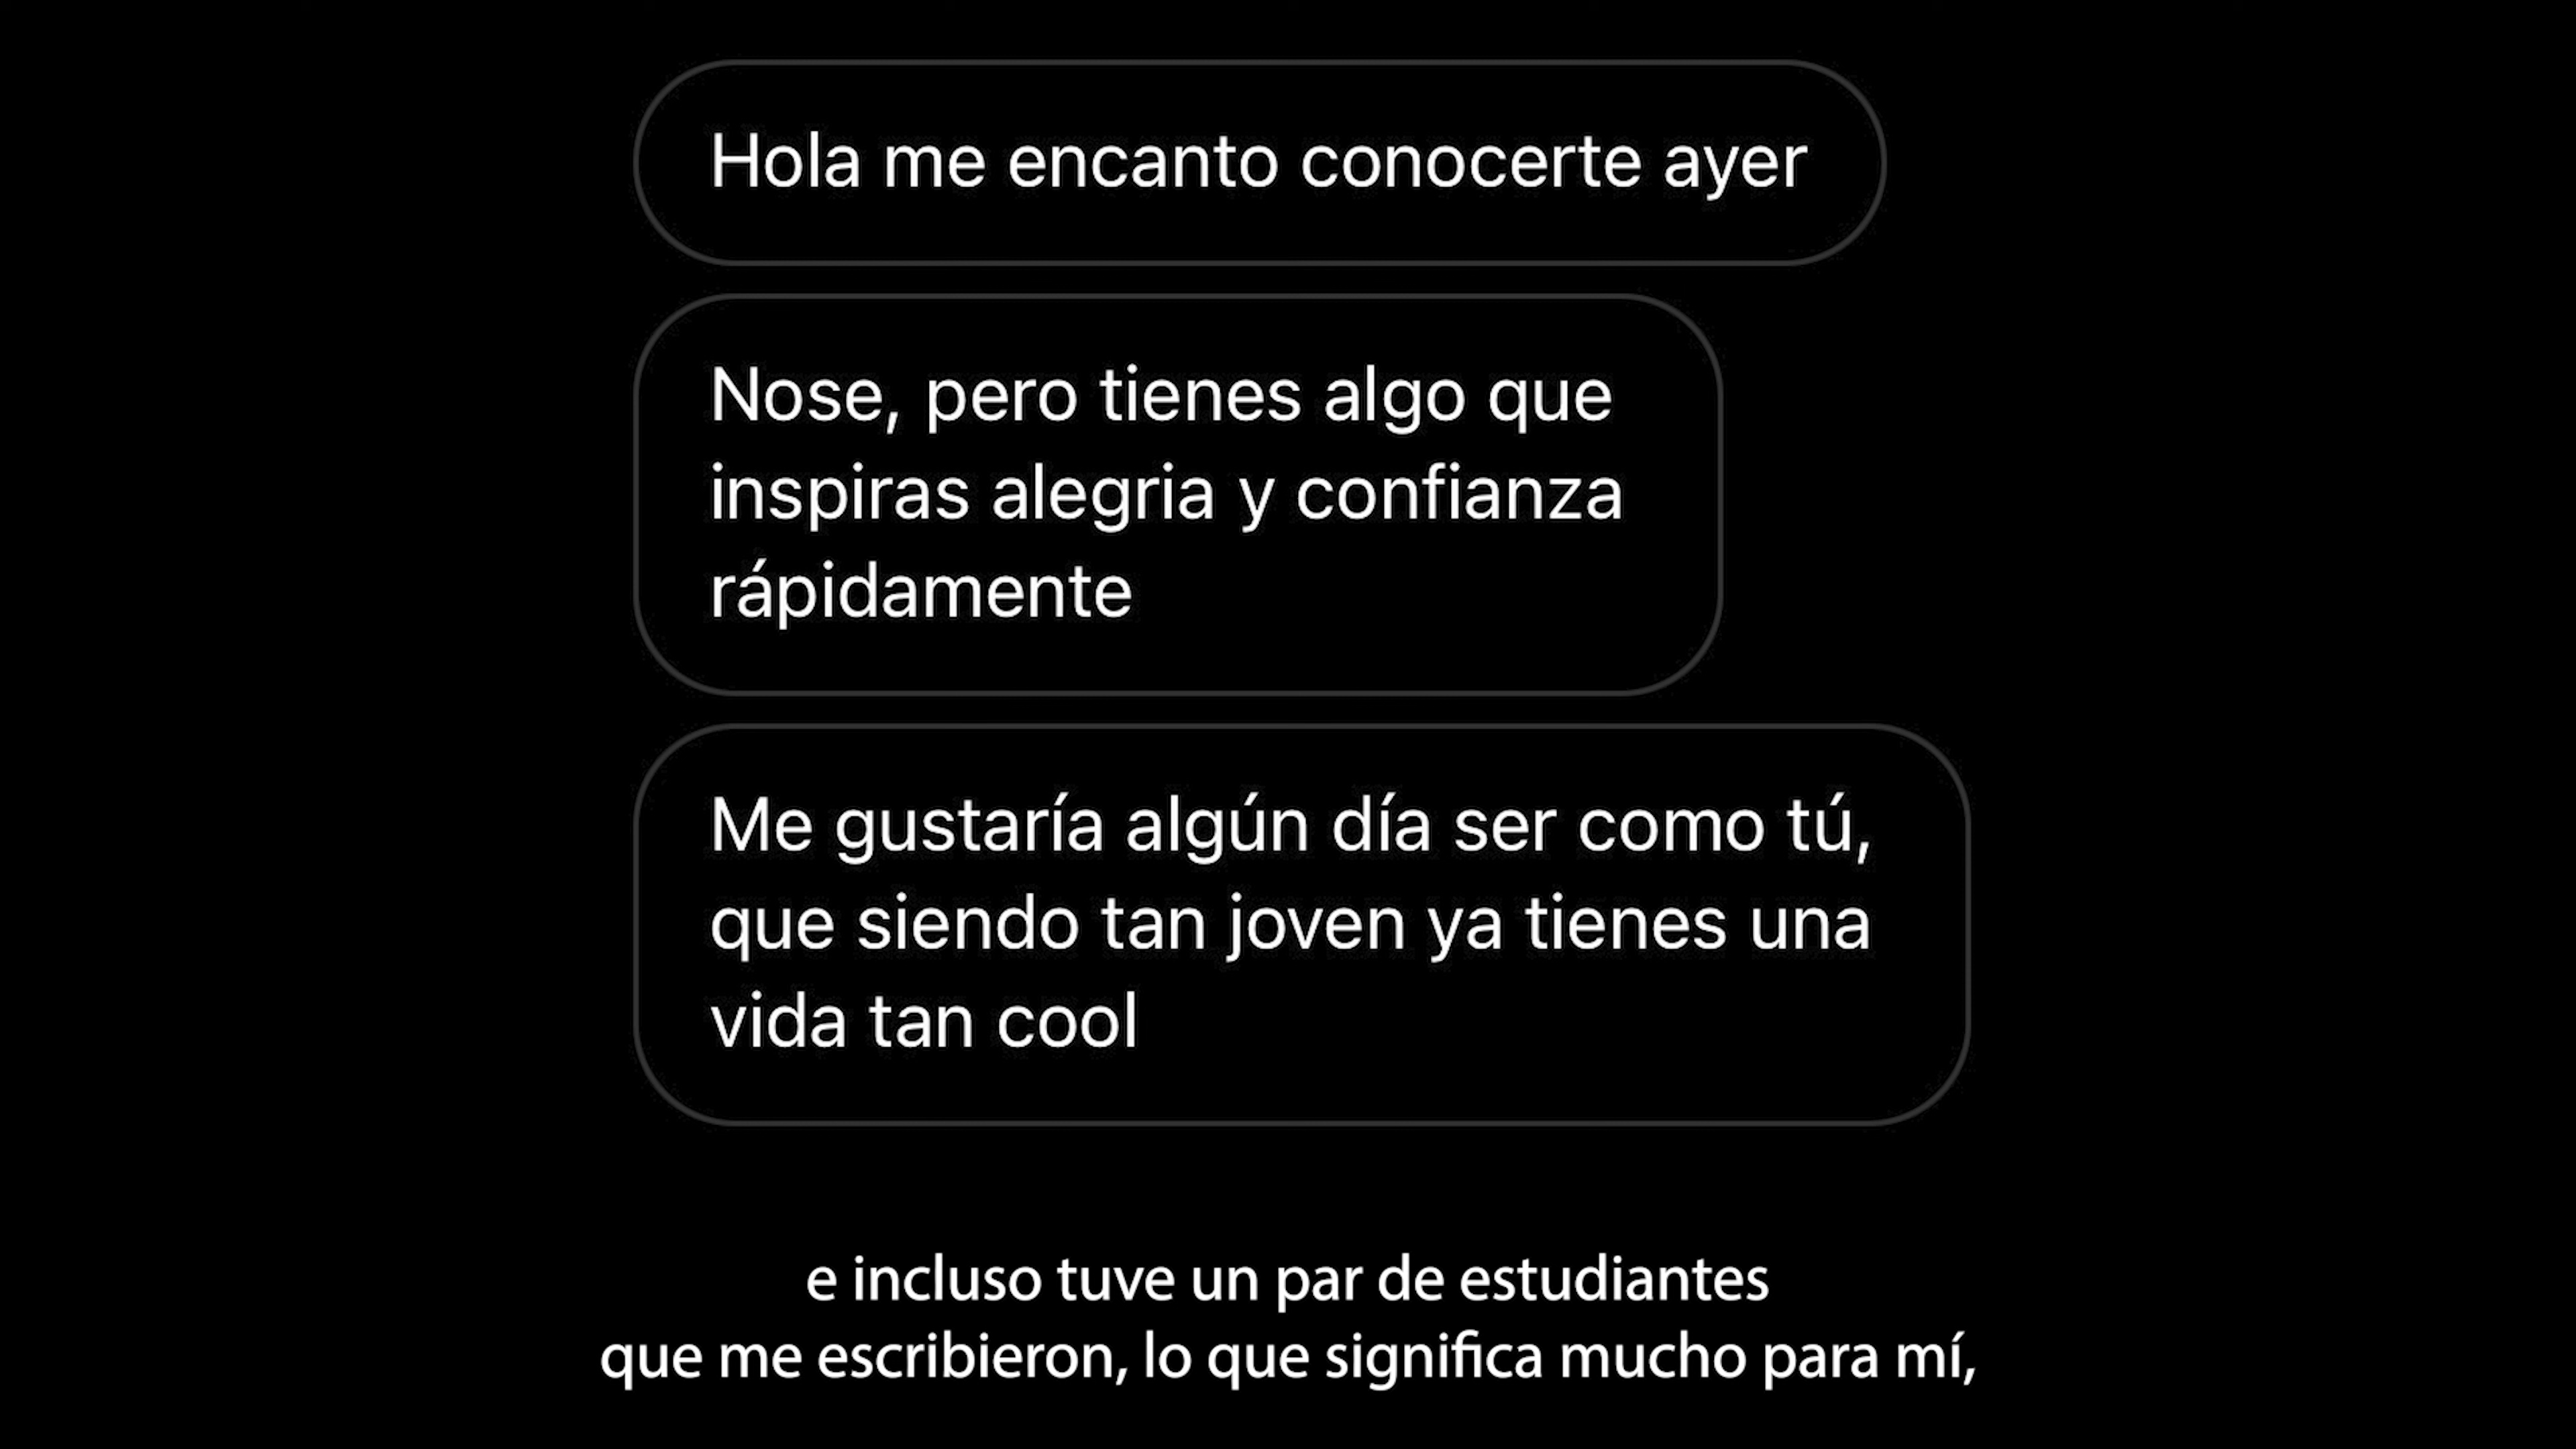 Hola me encanto conocerte ayer
Nose, pero tienes algo que
inspiras alegria y confianza
rápidamente
Me gustaría algún día ser como tú,
que siendo tan joven ya tienes una
vida tan cool
e incluso tuve un par de estudiantes
que me escribieron, lo que significa mucho para mí,